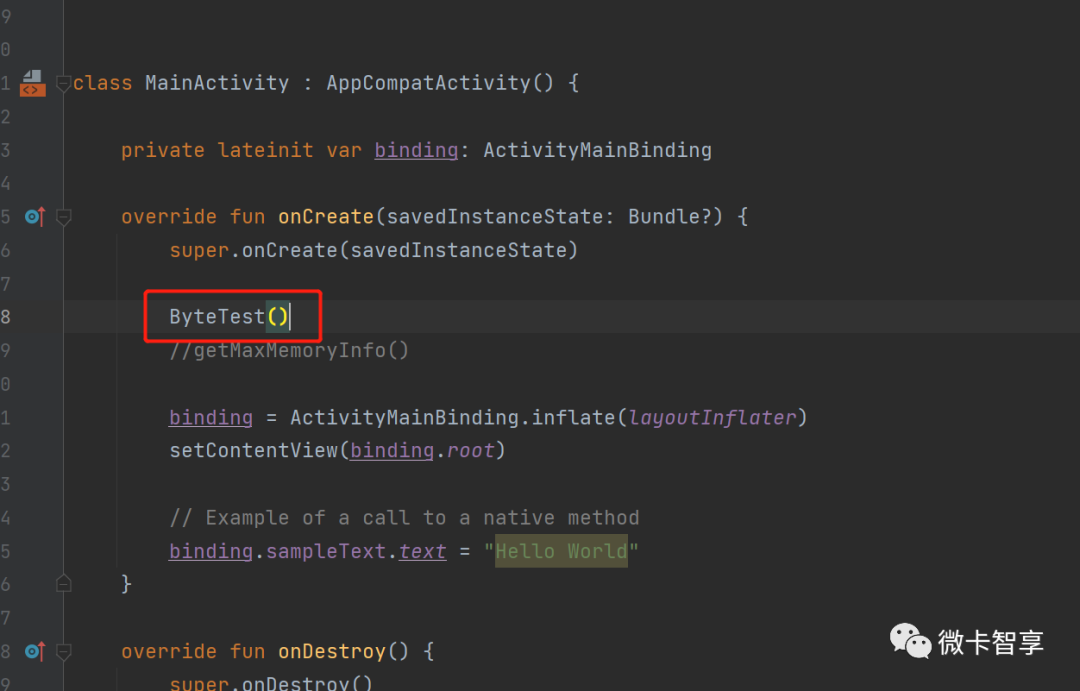 9
0
1 class MainActivity : AppCompatActivity() {
2
3 private lateinit var binding: ActivityMainBinding
4
5 override fun onCreate(savedInstanceState: Bundle?) {
6 super.onCreate(savedInstanceState)
7
8 ByteTest()
9 //getMaxMemoryInfo()
0
1 binding = ActivityMainBinding.inflate(layoutInflater)
2 setContentView(binding.root)
3
4 // Example of a call to a native method
5 binding.sampleText.text = "Hello World"
6 }
7
微卡智享
8 override fun onDestroy() {
9 super.onDestroy()